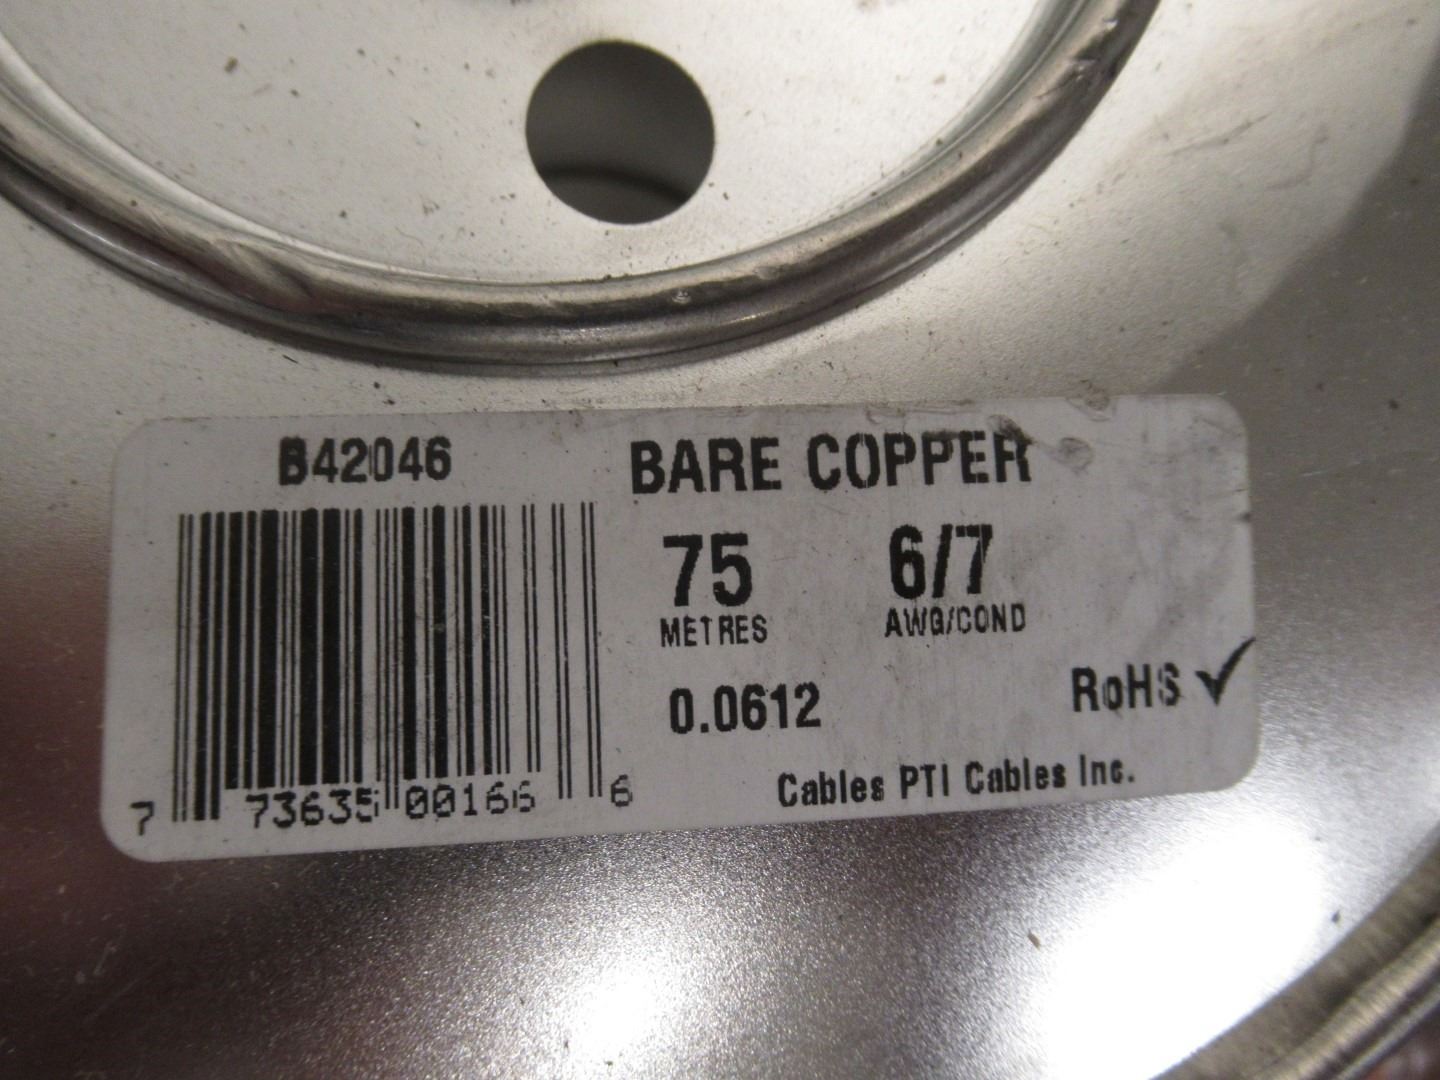 B42046
BARE COPPER
75
METRES
6/7
AWG/COND
0.0612
RoHS ✓
Cables PTI Cables Inc.
7 73635 00166 6